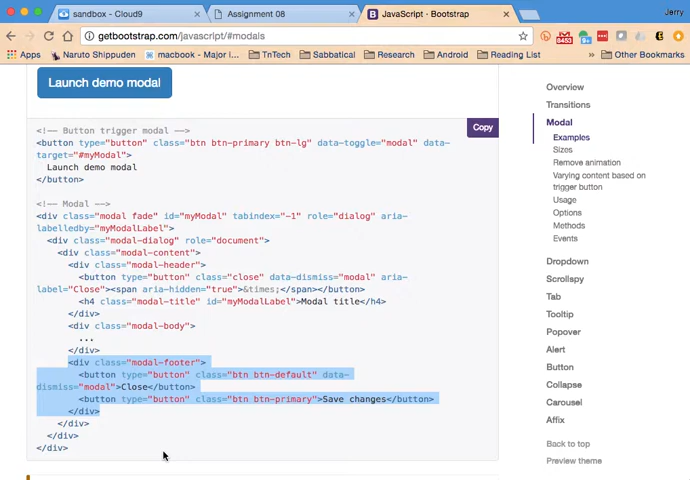 sandbox - Cloud9
Assignment 08
JavaScript - Bootstrap
Jerry
getbootstrap.com/javascript/#modals
8453
Apps
Naruto Shippuden
macbook - Major l...
TnTech
Sabbatical
Research
Android
Reading List
»
Other Bookmarks
Launch demo modal
Copy
<!-- Button trigger modal -->
<button type="button" class="btn btn-primary btn-lg" data-toggle="modal" data-
target="#myModal">
Launch demo modal
</button>
<!-- Modal -->
<div class="modal fade" id="myModal" tabindex="-1" role="dialog" aria-
labelledby="myModalLabel">
<div class="modal-dialog" role="document">
<div class="modal-content">
<div class="modal-header">
<button type="button" class="close" data-dismiss="modal" aria-
label="Close"><span aria-hidden="true">&times;</span></button>
<h4 class="modal-title" id="myModalLabel">Modal title</h4>
</div>
<div class="modal-body">
...
</div>
<div class="modal-footer">
<button type="button" class="btn btn-default" data-
dismiss="modal">Close</button>
<button type="button" class="btn btn-primary">Save changes</button>
</div>
</div>
</div>
</div>
Overview
Transitions
Modal
Examples
Sizes
Remove animation
Varying content based on
trigger button
Usage
Options
Methods
Events
Dropdown
Scrollspy
Tab
Tooltip
Popover
Alert
Button
Collapse
Carousel
Affix
Back to top
Preview theme